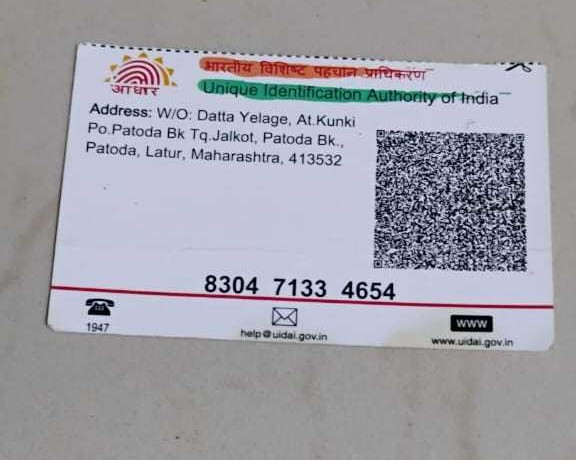 भारतीय विशिष्ट पहचान प्राधिकरण
आधार
Unique Identification Authority of India
Address: W/O: Datta Yelage, At.Kunki
Po.Patoda Bk Tq.Jalkot, Patoda Bk.,
Patoda, Latur, Maharashtra, 413532
8304 7133 4654
1947
help@uidai.gov.in
WWW
www.uidai.gov.in